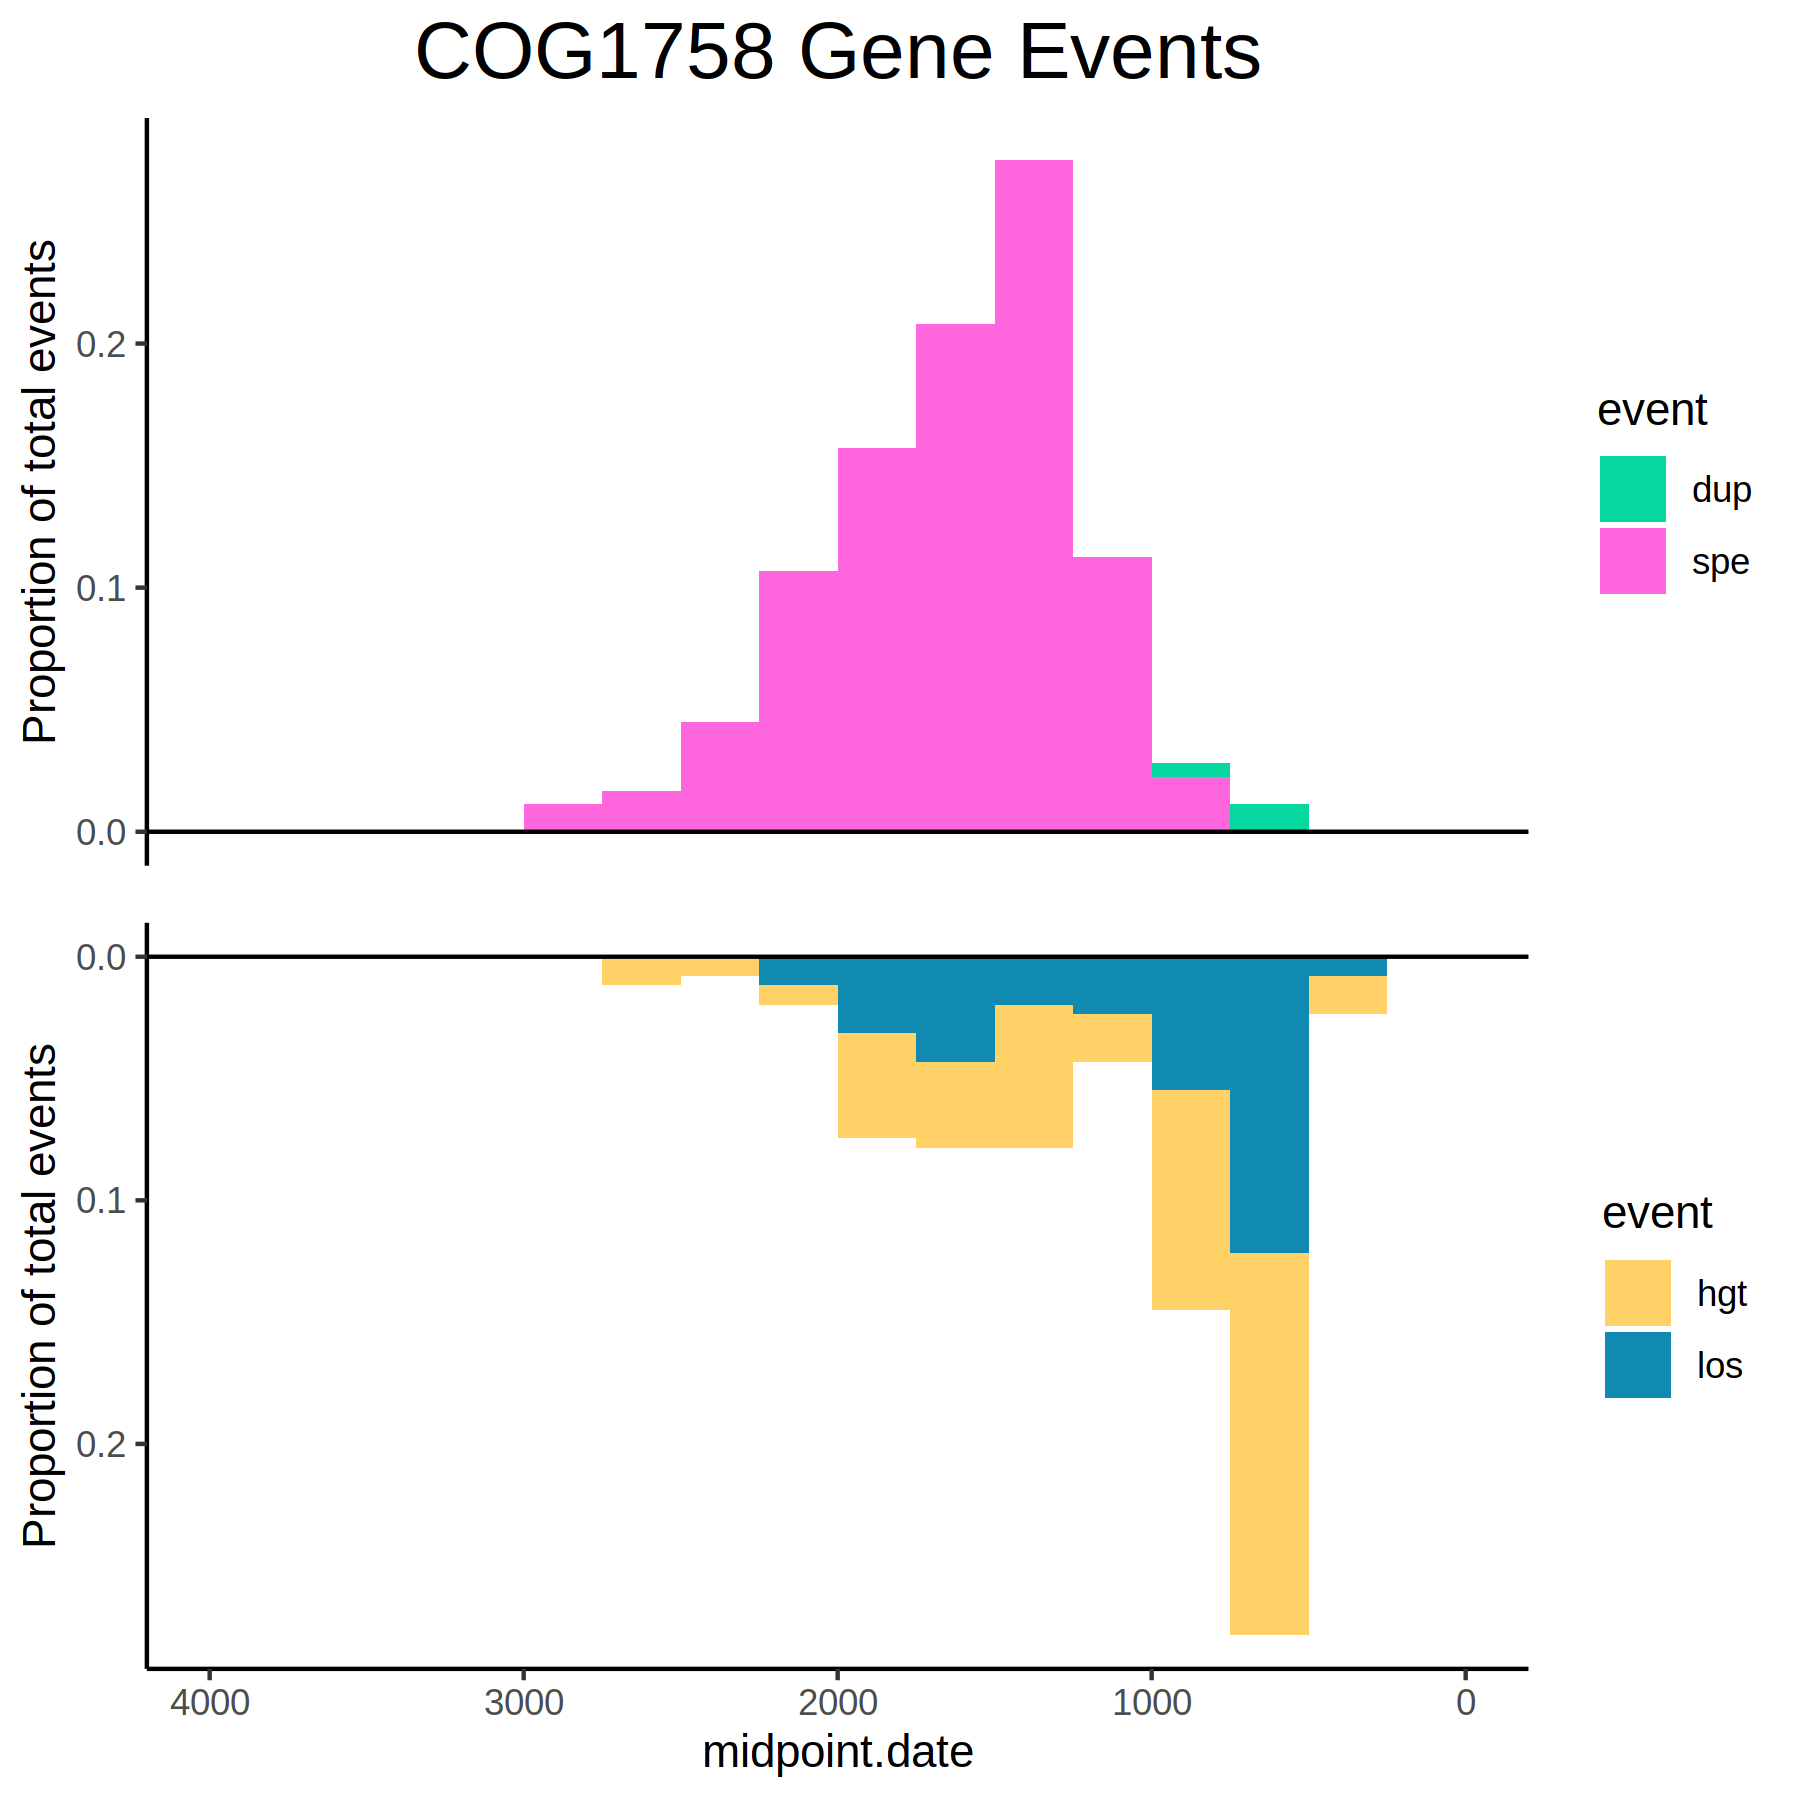 COG1758 Gene Events
Proportion of total events
0.2
0.1
0.0
event
dup
spe
Proportion of total events
0.0
0.1
0.2
event
hgt
los
4000 3000 2000 1000 0
midpoint.date